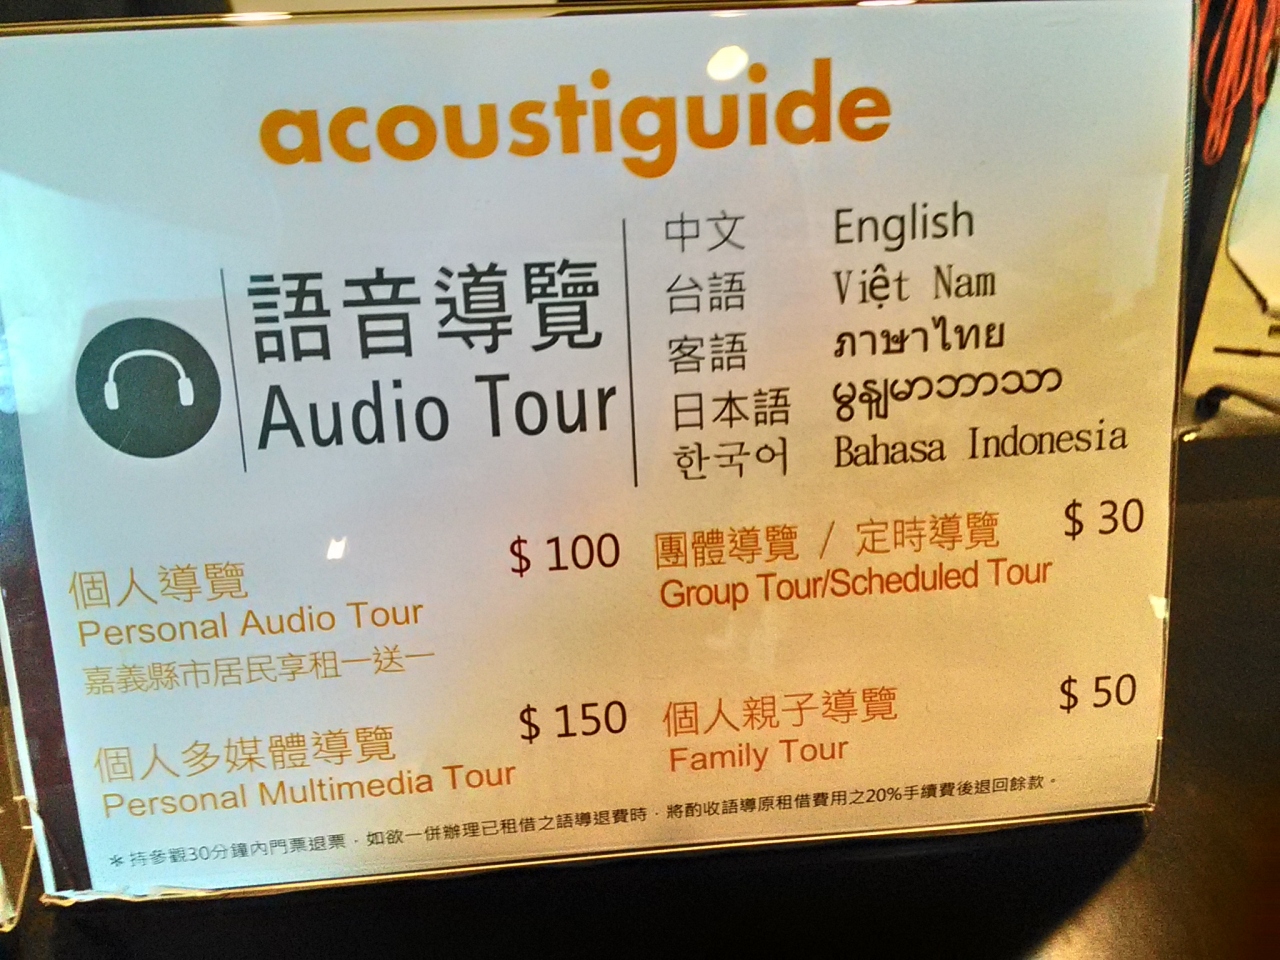 acoustiguide
語音導覽
Audio Tour
中文 English
台語 Việt Nam
客語 ภาษาไทย
日本語 မွန်မာဘာသာ
한국어 Bahasa Indonesia
個人導覽 $ 100
Personal Audio Tour
嘉義縣市居民享租一送一
團體導覽 / 定時導覽 $ 30
Group Tour/Scheduled Tour
個人多媒體導覽 $ 150
Personal Multimedia Tour
個人親子導覽 $ 50
Family Tour
＊持參觀30分鐘內門票退票，如欲一併辦理已租借之語導退費時，將酌收語導原租借費用之20%手續費後退回餘款。